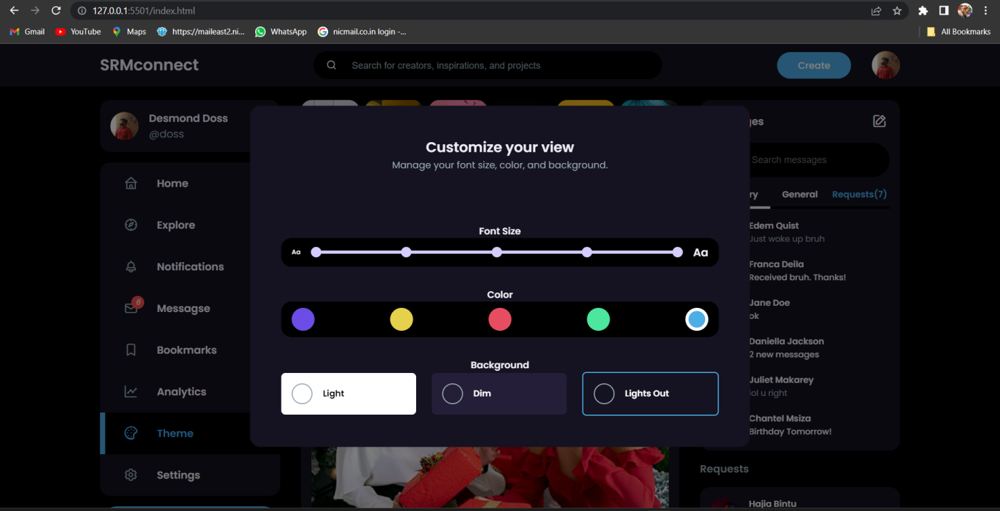 127.0.0.1:5501/index.html
Gmail YouTube Maps https://maileast2.ni... WhatsApp nicmail.co.in login -... All Bookmarks
SRMconnect Search for creators, inspirations, and projects Create
Desmond Doss
@doss
Home
Explore
Notifications
6
Messagse
Bookmarks
Analytics
Theme
Settings
Customize your view
Manage your font size, color, and background.
Font Size
Aa Aa
Color
Background
Light Dim Lights Out
Search messages
General Requests(7)
Edem Quist
Just woke up bruh
Franca Deila
Received bruh. Thanks!
Jane Doe
ok
Daniella Jackson
2 new messages
Juliet Makarey
lol u right
Chantel Msiza
Birthday Tomorrow!
Requests
Hajia Bintu